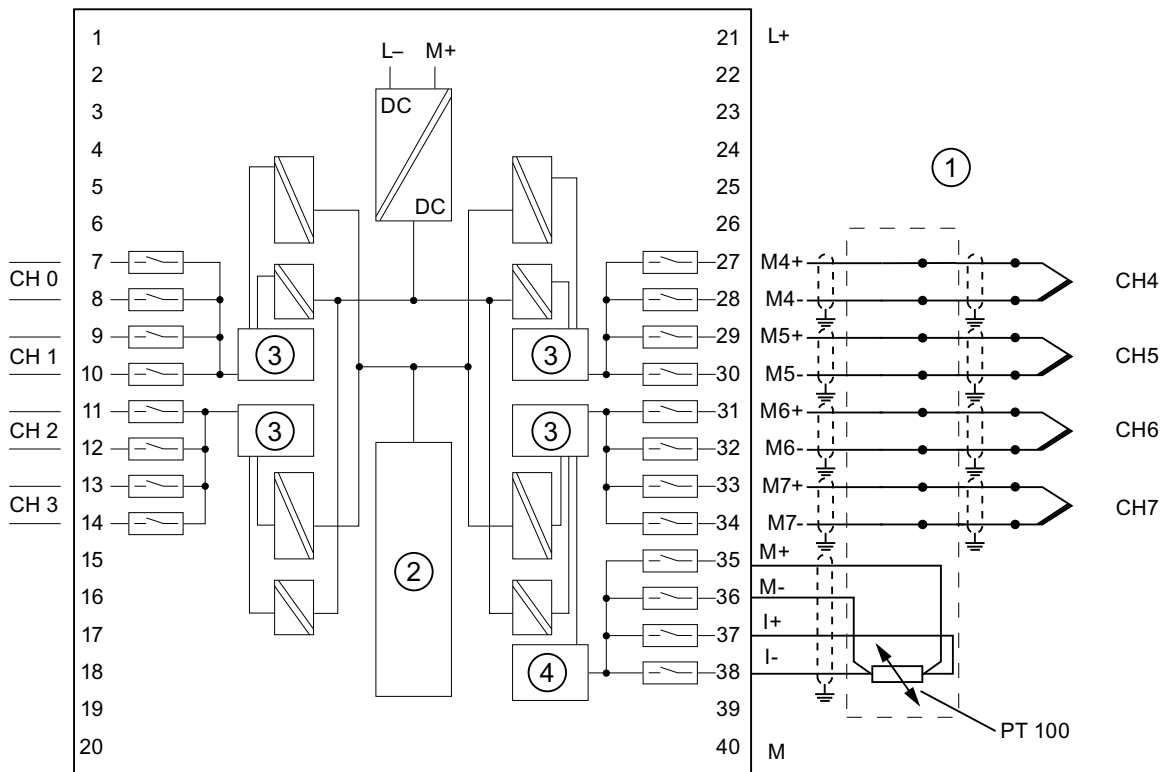 1 21 L+
2 L– M+ 22
3 DC 23
4 24
①
5 25
DC
6 26
7 27 M4+
CH 0 CH4
8 28 M4-
9 29 M5+
CH 1 ③ ③ CH5
10 30 M5-
11 31 M6+
CH 2 ③ ③ CH6
12 32 M6-
13 33 M7+
CH 3 CH7
14 34 M7-
15 35 M+
②
16 36 M-
17 37 I+
18 ④ 38 I-
19 39
PT 100
20 40 M